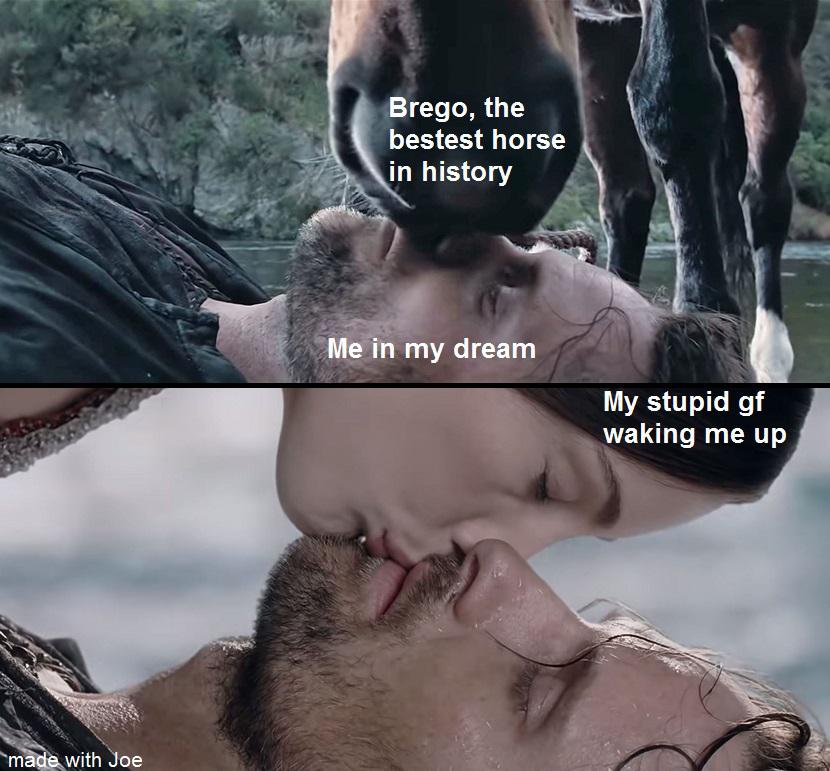 Brego, the
bestest horse
in history
Me in my dream
My stupid gf
waking me up
made with Joe